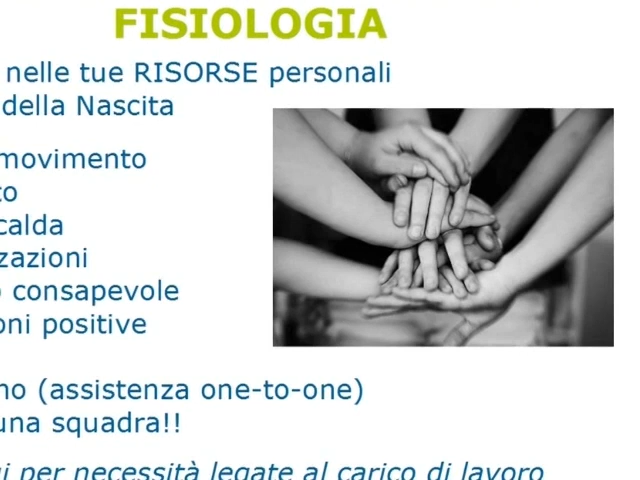 FISIOLOGIA
nelle tue RISORSE personali
della Nascita
movimento
to
calda
zazioni
consapevole
oni positive
no (assistenza one-to-one)
una squadra!!
per necessità legate al carico di lavoro